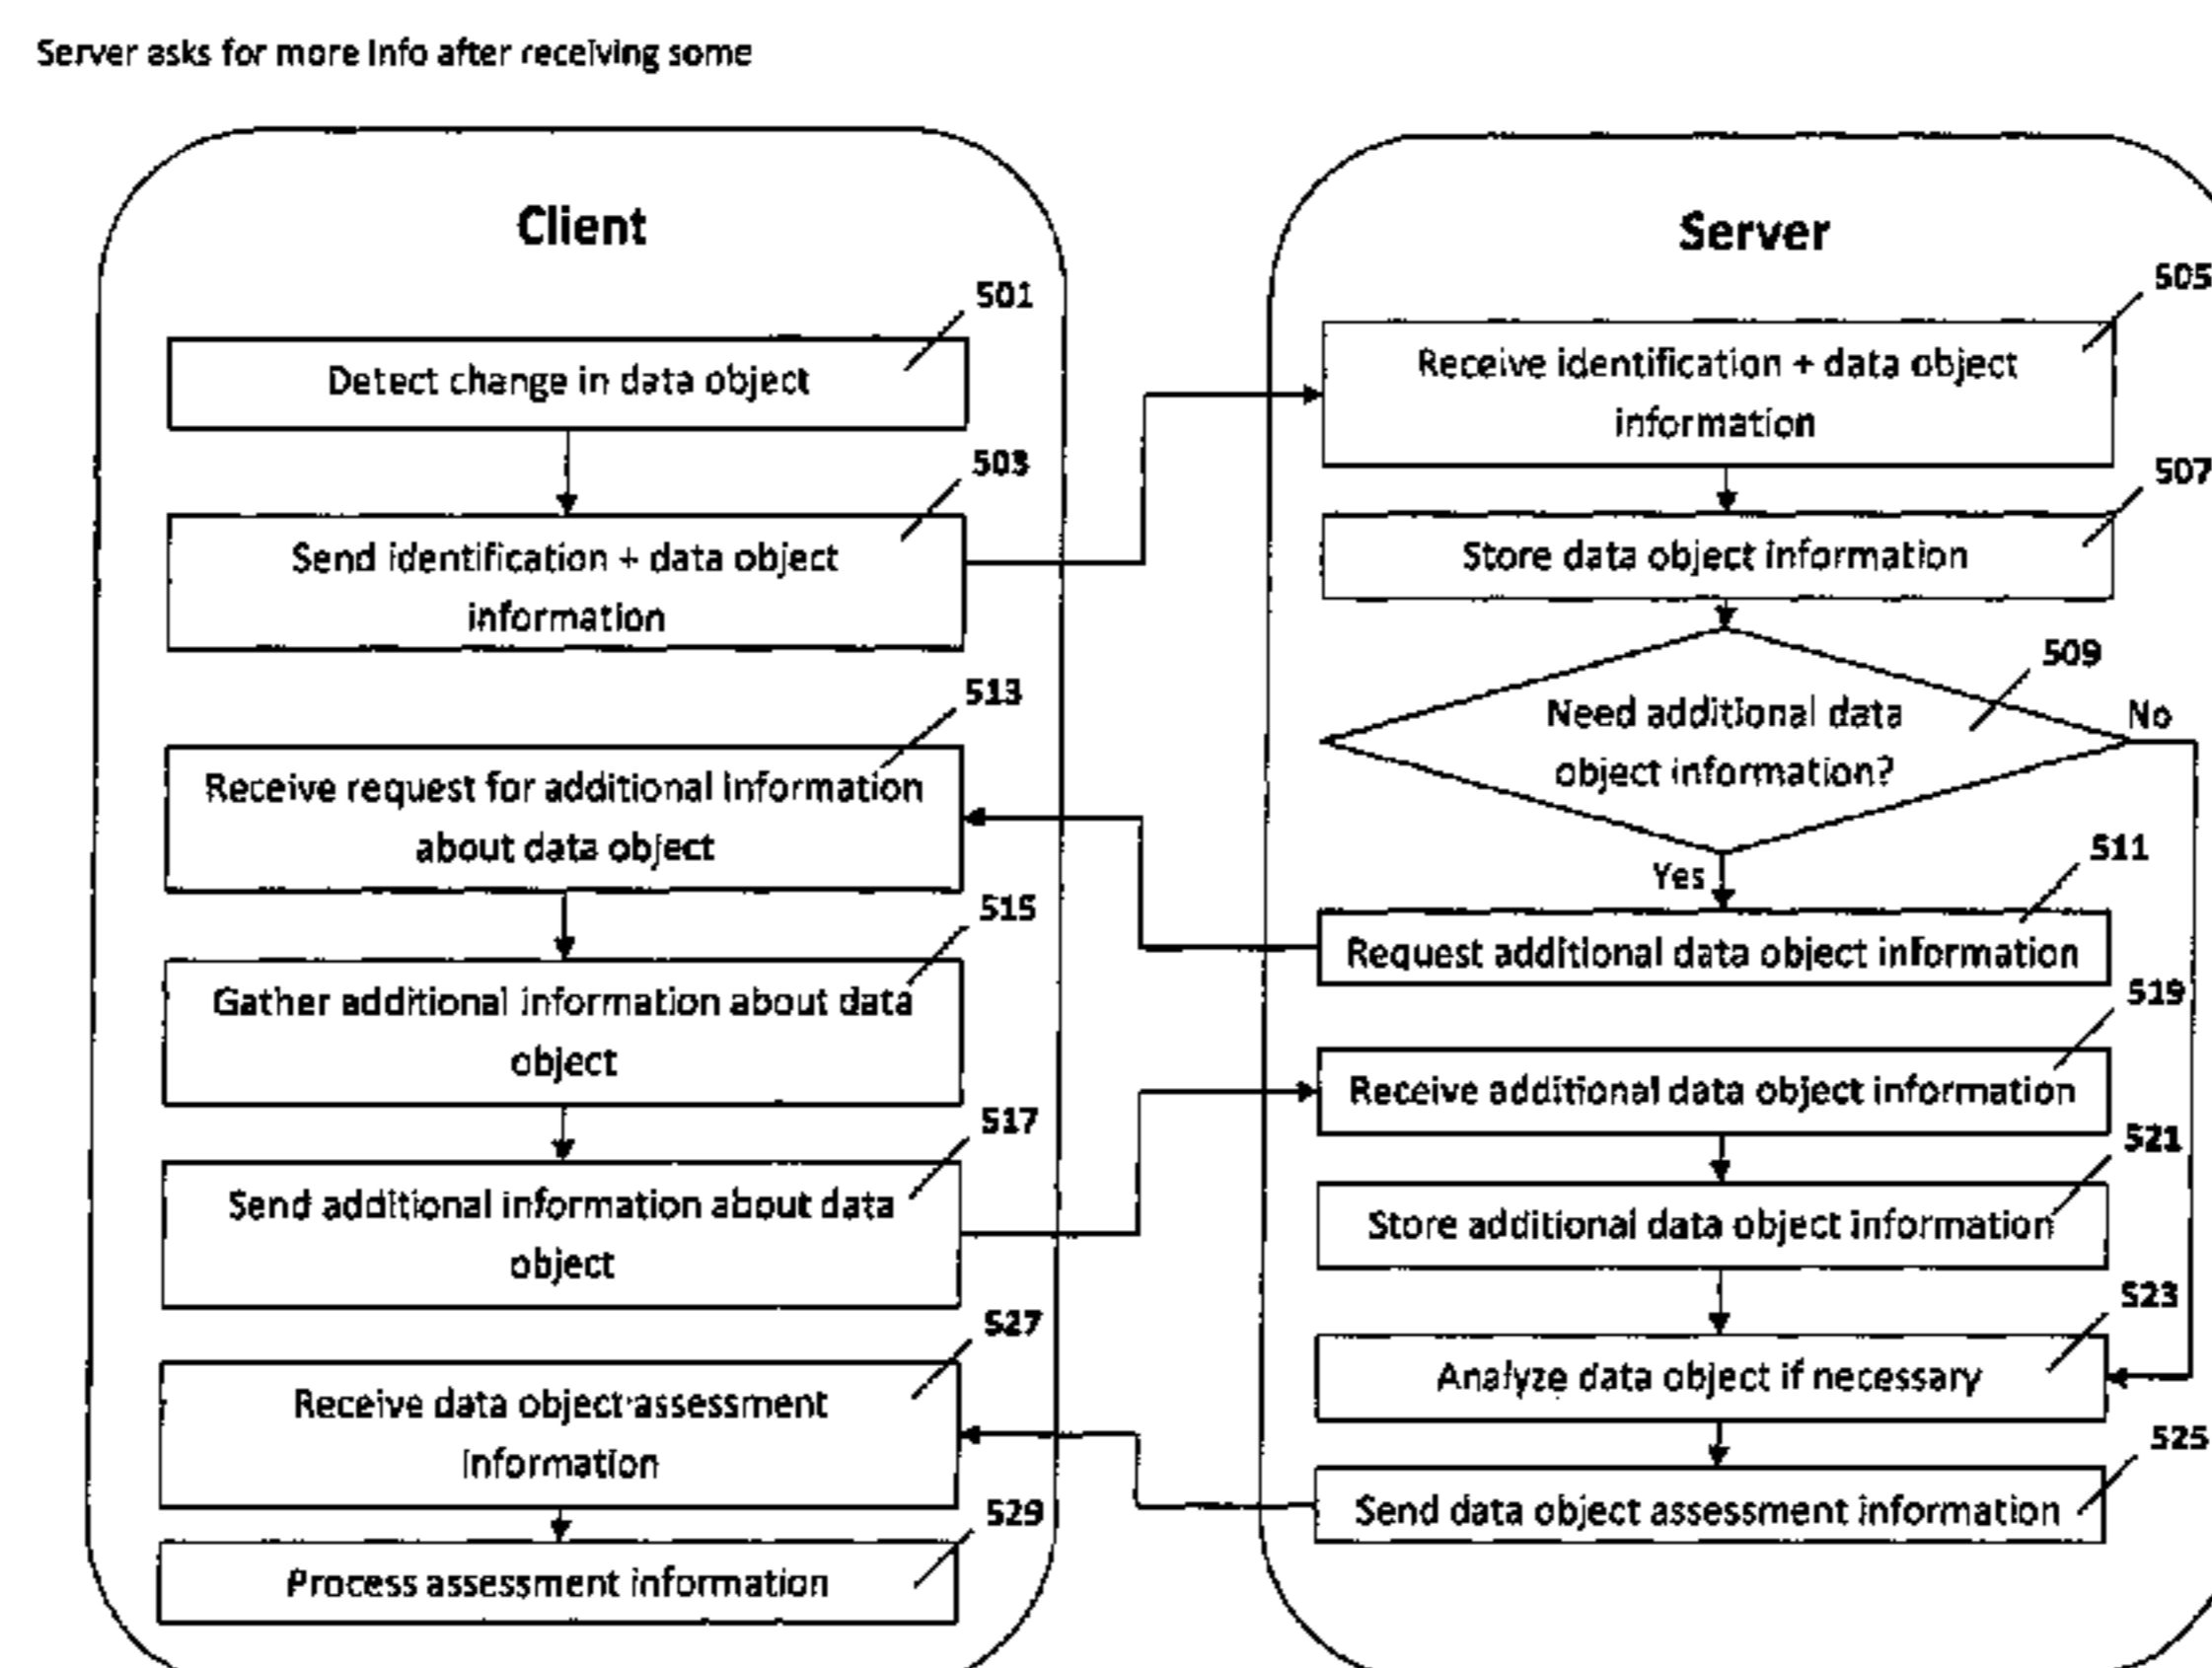 Server asks for more info after receiving some
Client
501
Detect change in data object
503
Send identification + data object
information
513
Receive request for additional information
about data object
515
Gather additional information about data
object
517
Send additional information about data
object
527
Receive data object assessment
information
529
Process assessment information
Server
505
Receive identification + data object
information
507
Store data object information
509
Need additional data
object information?
No
Yes
511
Request additional data object information
519
Receive additional data object information
521
Store additional data object information
523
Analyze data object if necessary
525
Send data object assessment information